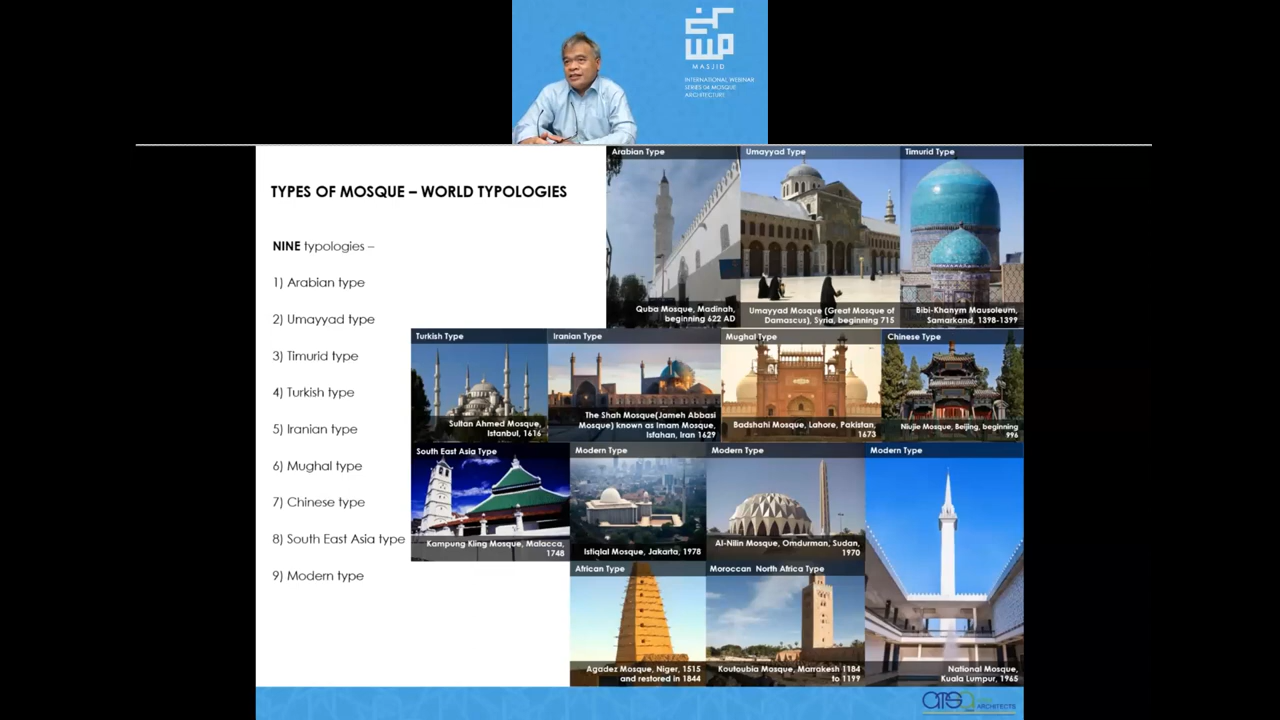 MASJID
INTERNATIONAL WEBINAR
SERIES ON MOSQUE
ARCHITECTURE
TYPES OF MOSQUE – WORLD TYPOLOGIES
NINE typologies –
1) Arabian type
2) Umayyad type
3) Timurid type
4) Turkish type
5) Iranian type
6) Mughal type
7) Chinese type
8) South East Asia type
9) Modern type
Arabian Type
Quba Mosque, Madinah,
beginning 622 AD
Umayyad Type
Umayyad Mosque (Great Mosque of
Damascus), Syria, beginning 715
Timurid Type
Bibi-Khanym Mausoleum,
Samarkand, 1398-1399
Turkish Type
Sultan Ahmed Mosque,
Istanbul, 1616
Iranian Type
The Shah Mosque(Jameh Abbasi
Mosque) known as Imam Mosque,
Isfahan, Iran 1629
Mughal Type
Badshahi Mosque, Lahore, Pakistan,
1673
Chinese Type
Niujie Mosque, Beijing, beginning
996
South East Asia Type
Kampung Kling Mosque, Malacca,
1748
Modern Type
Istiqlal Mosque, Jakarta, 1978
Modern Type
Al-Nilin Mosque, Omdurman, Sudan,
1970
Modern Type
National Mosque,
Kuala Lumpur, 1965
African Type
Agadez Mosque, Niger, 1515
and restored in 1844
Moroccan North Africa Type
Koutoubia Mosque, Marrakesh 1184
to 1199
ATSA
ARCHITECTS